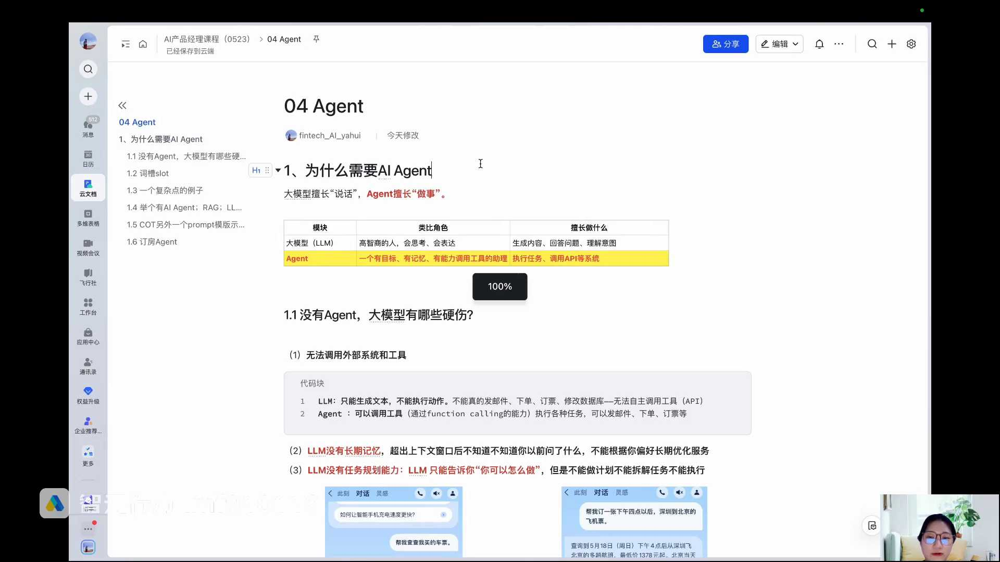 AI产品经理课程（0523） > 04 Agent
已经保存到云端
分享
编辑
512
消息
30
日历
云文档
多维表格
视频会议
飞行社
工作台
应用中心
通讯录
权益升级
企业推荐...
更多
04 Agent
1、为什么需要AI Agent
1.1 没有Agent，大模型有哪些硬...
1.2 词槽slot
1.3 一个复杂点的例子
1.4 举个有AI Agent；RAG；LL...
1.5 COT另外一个prompt模版示...
1.6 订房Agent
04 Agent
fintech_AI_yahui | 今天修改
H1
1、为什么需要AI Agent
大模型擅长“说话”，Agent擅长“做事”。
模块 类比角色 擅长做什么
大模型（LLM） 高智商的人，会思考、会表达 生成内容、回答问题、理解意图
Agent 一个有目标、有记忆、有能力调用工具的助理 执行任务、调用API等系统
100%
1.1 没有Agent，大模型有哪些硬伤?
（1）无法调用外部系统和工具
代码块
1 LLM：只能生成文本，不能执行动作。不能真的发邮件、下单、订票、修改数据库——无法自主调用工具（API）
2 Agent ：可以调用工具（通过function calling的能力）执行各种任务，可以发邮件、下单、订票等
（2）LLM没有长期记忆，超出上下文窗口后不知道不知道你以前问了什么，不能根据你偏好长期优化服务
（3）LLM没有任务规划能力：LLM 只能告诉你“你可以怎么做”，但是不能做计划不能拆解任务不能执行
此刻 对话 灵感
如何让智能手机充电速度更快?
帮我查查我买的车票。
此刻 对话 灵感
帮我订一张下午四点以后，深圳到北京的
飞机票。
查询到5月18日（周日）下午4点后从深圳飞
北京的多趟航班，最低价1378元起。北京当天